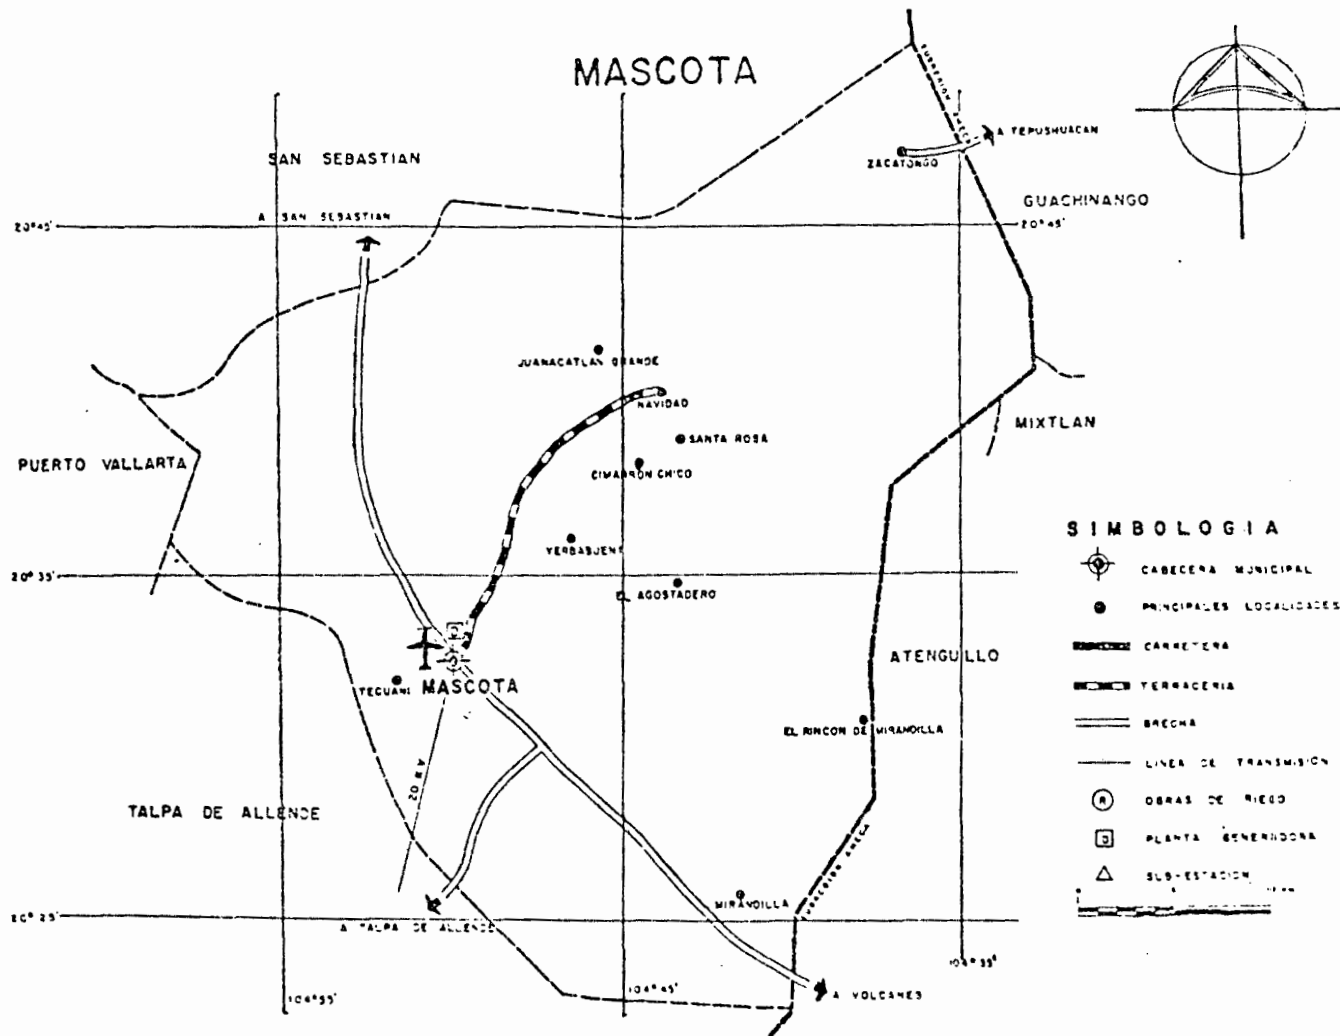 MASCOTA
SAN SEBASTIAN
A SAN SEBASTIAN
ZACATONGO
A TEPUSHUACAN
GUACHINANGO
20°45'
20°45'
JUANACATLAN GRANDE
NAVIDAD
SANTA ROSA
CIMARRON CHICO
MIXTLAN
PUERTO VALLARTA
20°35'
EL AGOSTADERO
TECUANI
MASCOTA
ATENGUILLO
EL RINCON DE MIRANDILLA
20 KV
TALPA DE ALLENDE
MIRANDILLA
20°25'
A TALPA DE ALLENDE
A VOLCANES
104°55'
104°45'
104°35'
SIMBOLOGIA
CABECERA MUNICIPAL
PRINCIPALES LOCALIDADES
CARRETERA
TERRACERIA
BRECHA
LINEA DE TRANSMISION
R OBRAS DE RIEGO
PLANTA GENERADORA
SUB-ESTACION